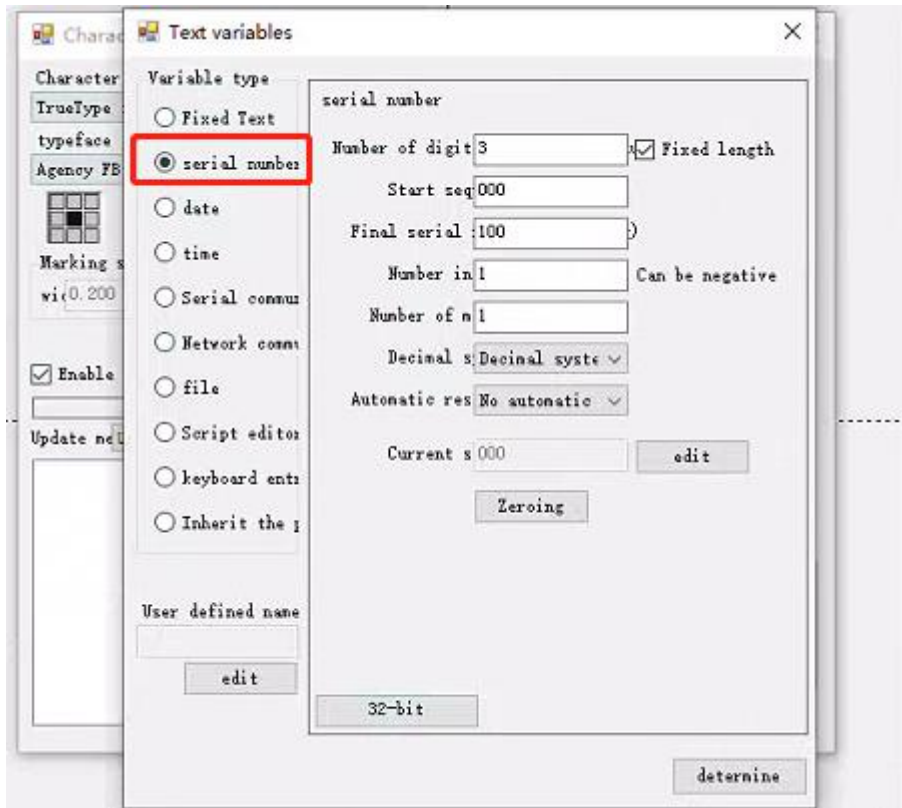 Charac
Text variables
Character
TrueType
typeface
Agency FB
Marking s
wi
0.200
Enable
Update me
Variable type
Fixed Text
serial number
date
time
Serial commu
Network comm
file
Script editor
keyboard entr
Inherit the p
User defined name
edit
serial number
Number of digit 3 Fixed length
Start seq 000
Final serial 100 )
Number in 1 Can be negative
Number of m 1
Decimal s Decimal syste
Automatic res No automatic
Current s 000 edit
Zeroing
32-bit
determine